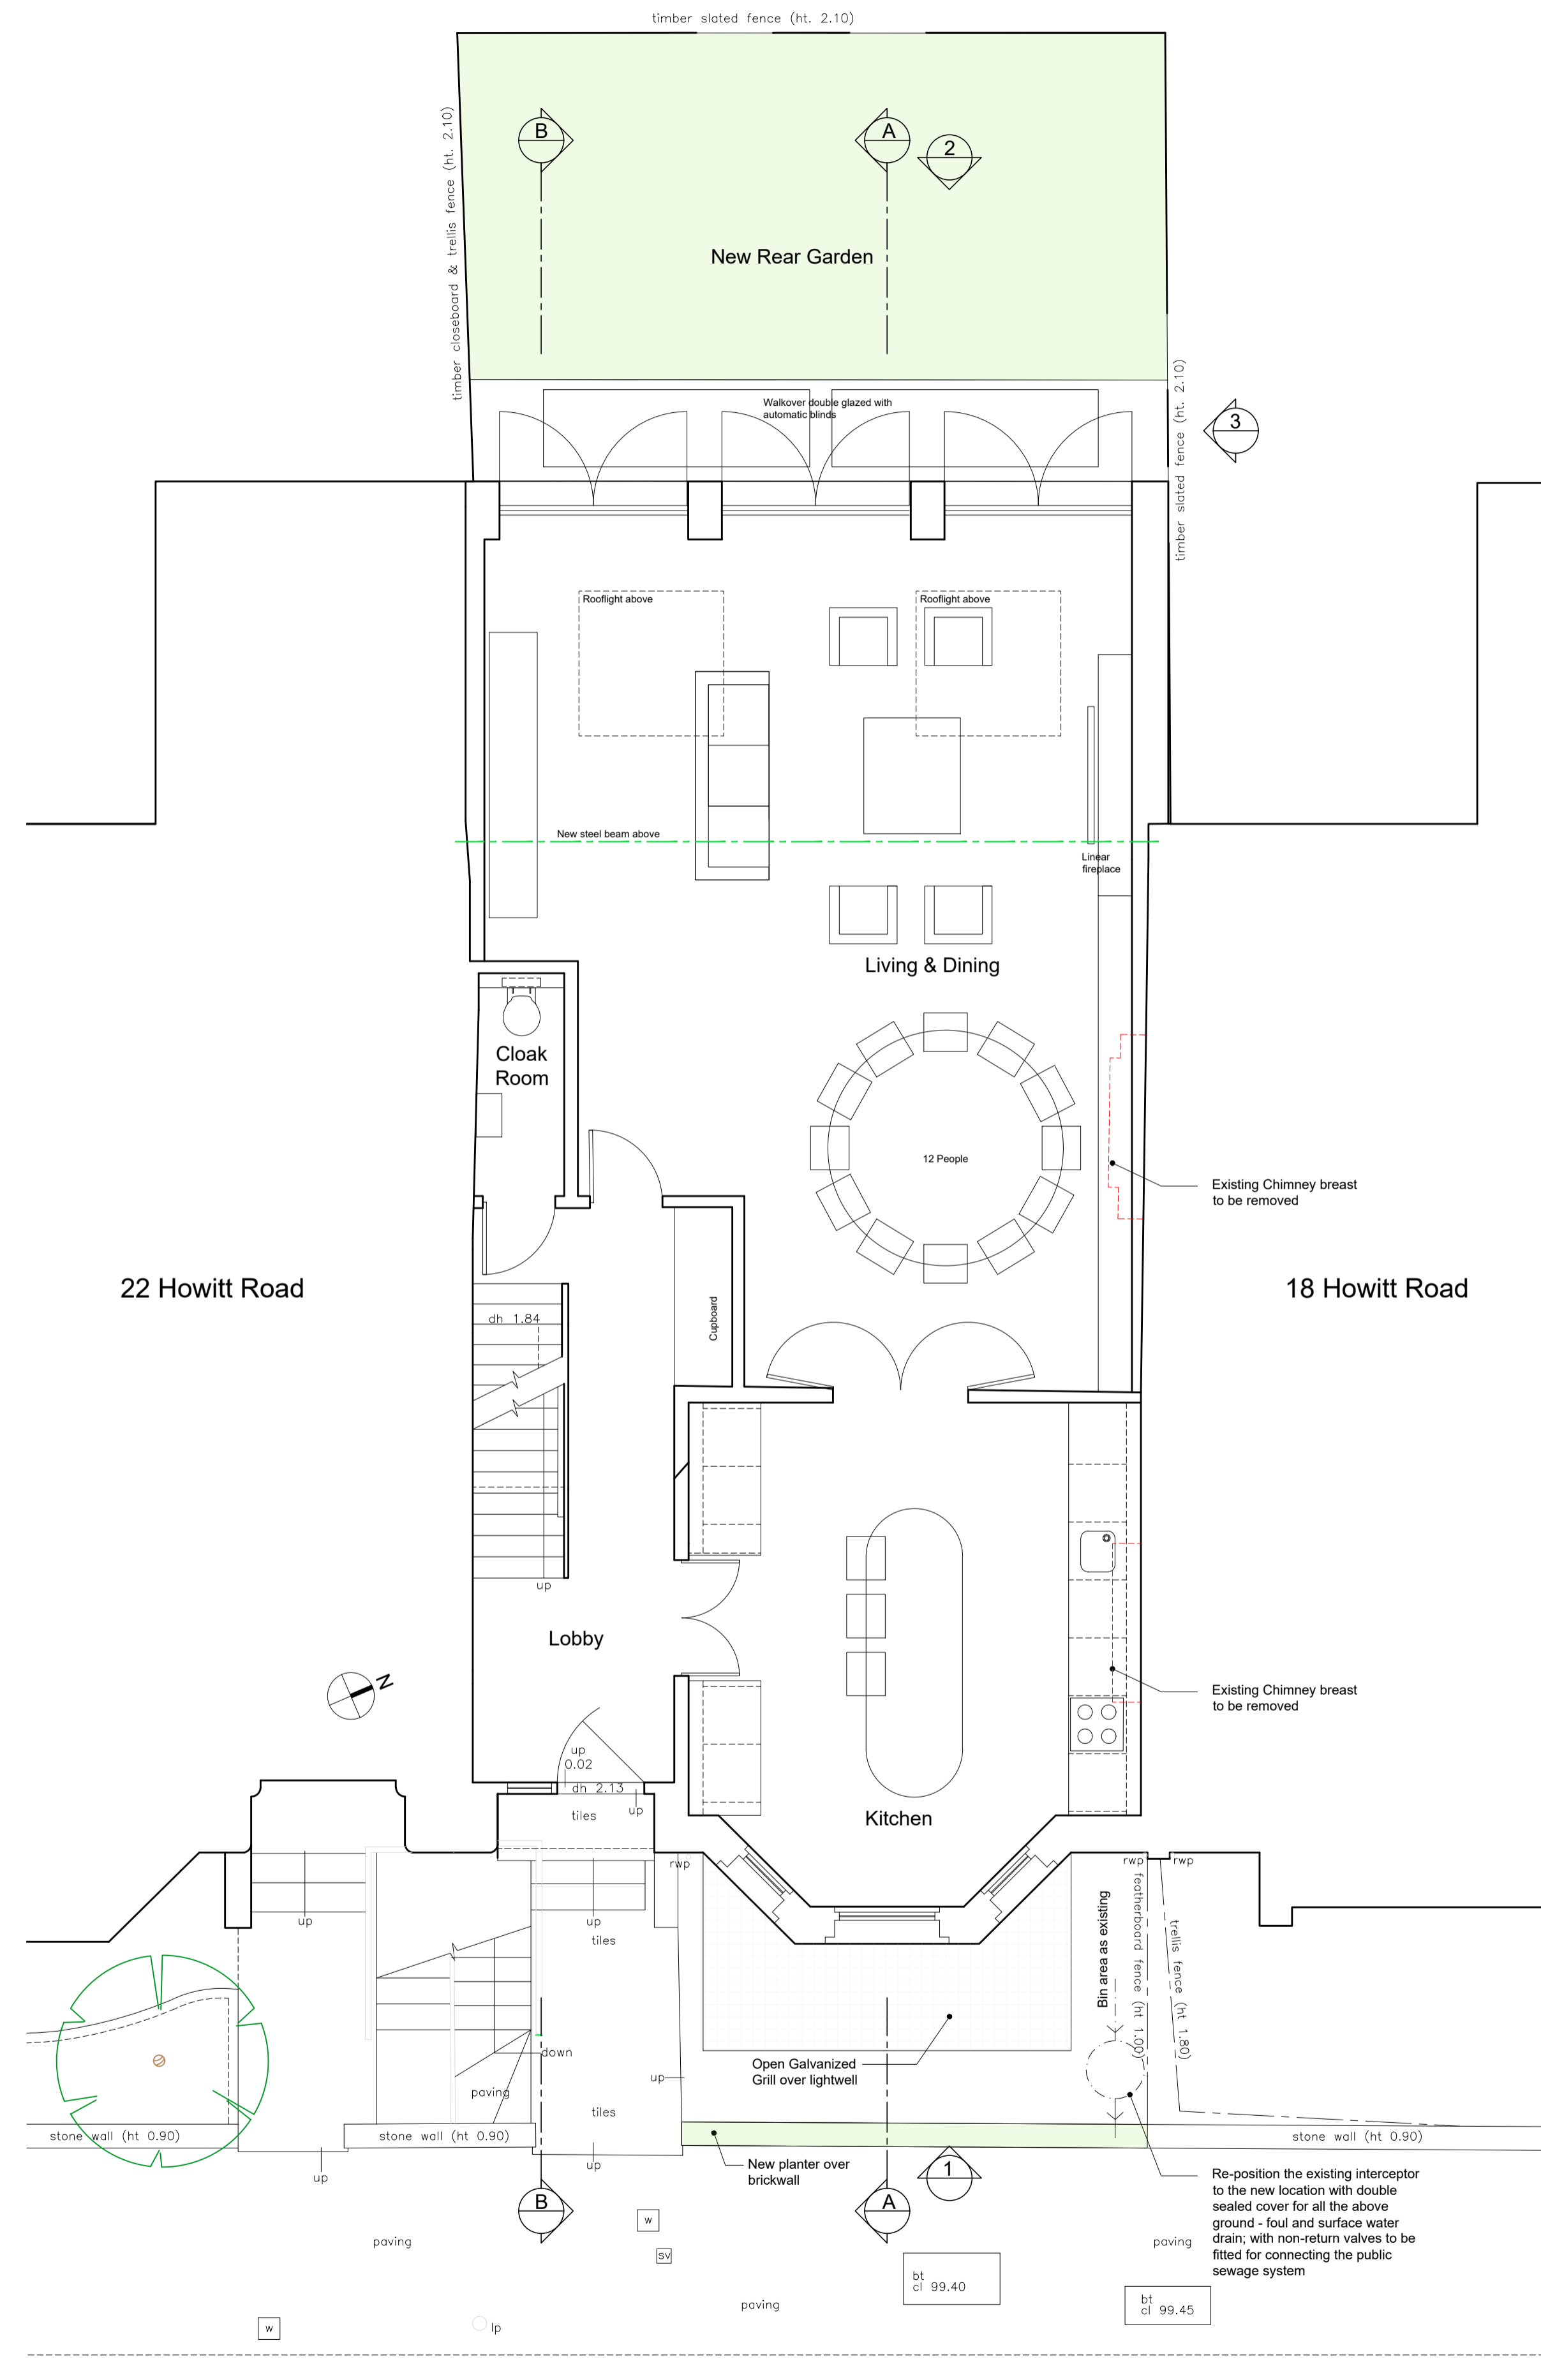 timber slated fence (ht. 2.10)
timber closeboard & trellis fence (ht. 2.10)
B
A
2
New Rear Garden
timber slated fence (ht. 2.10)
3
Walkover double glazed with
automatic blinds
Rooflight above
Rooflight above
New steel beam above
Linear
fireplace
Living & Dining
Cloak
Room
12 People
Existing Chimney breast
to be removed
22 Howitt Road
18 Howitt Road
Cupboard
dh 1.84
up
Lobby
N
Existing Chimney breast
to be removed
up
0.02
dh 2.13
tiles
up
Kitchen
rwp
rwp
rwp
up
up
tiles
Bin area as existing
featherboard fence (ht 1.00)
trellis fence (ht 1.80)
down
paving
up
Open Galvanized
Grill over lightwell
tiles
stone wall (ht 0.90)
stone wall (ht 0.90)
stone wall (ht 0.90)
up
up
New planter over
brickwall
1
Re-position the existing interceptor
to the new location with double
sealed cover for all the above
ground - foul and surface water
drain; with non-return valves to be
fitted for connecting the public
sewage system
B
A
w
sv
paving
paving
bt
cl 99.40
bt
cl 99.45
paving
w
lp